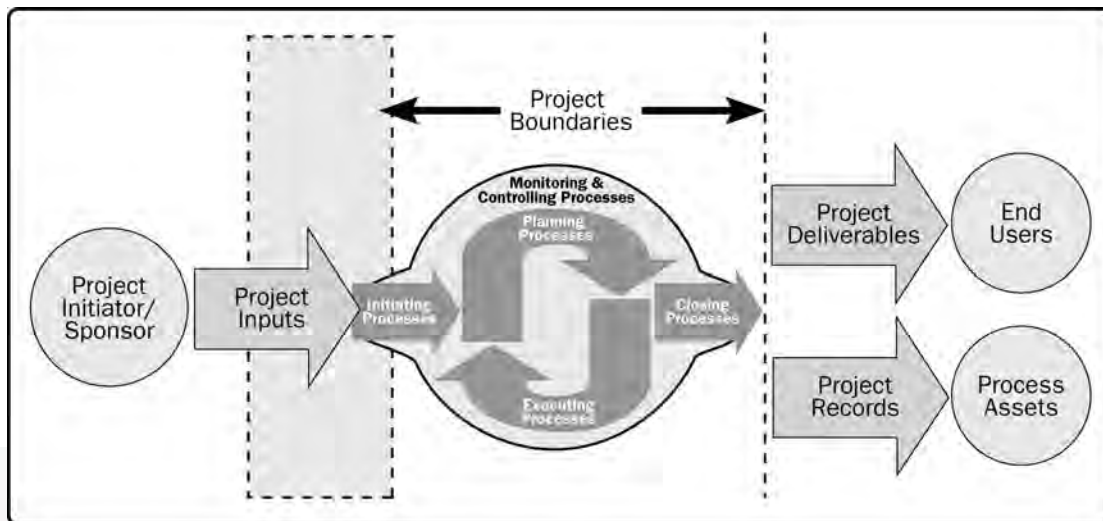 Project
Boundaries
Monitoring &
Controlling Processes
Planning
Processes
Project
Initiator/
Sponsor
Project
Inputs
Initiating
Processes
Executing
Processes
Closing
Processes
Project
Deliverables
End
Users
Project
Records
Process
Assets